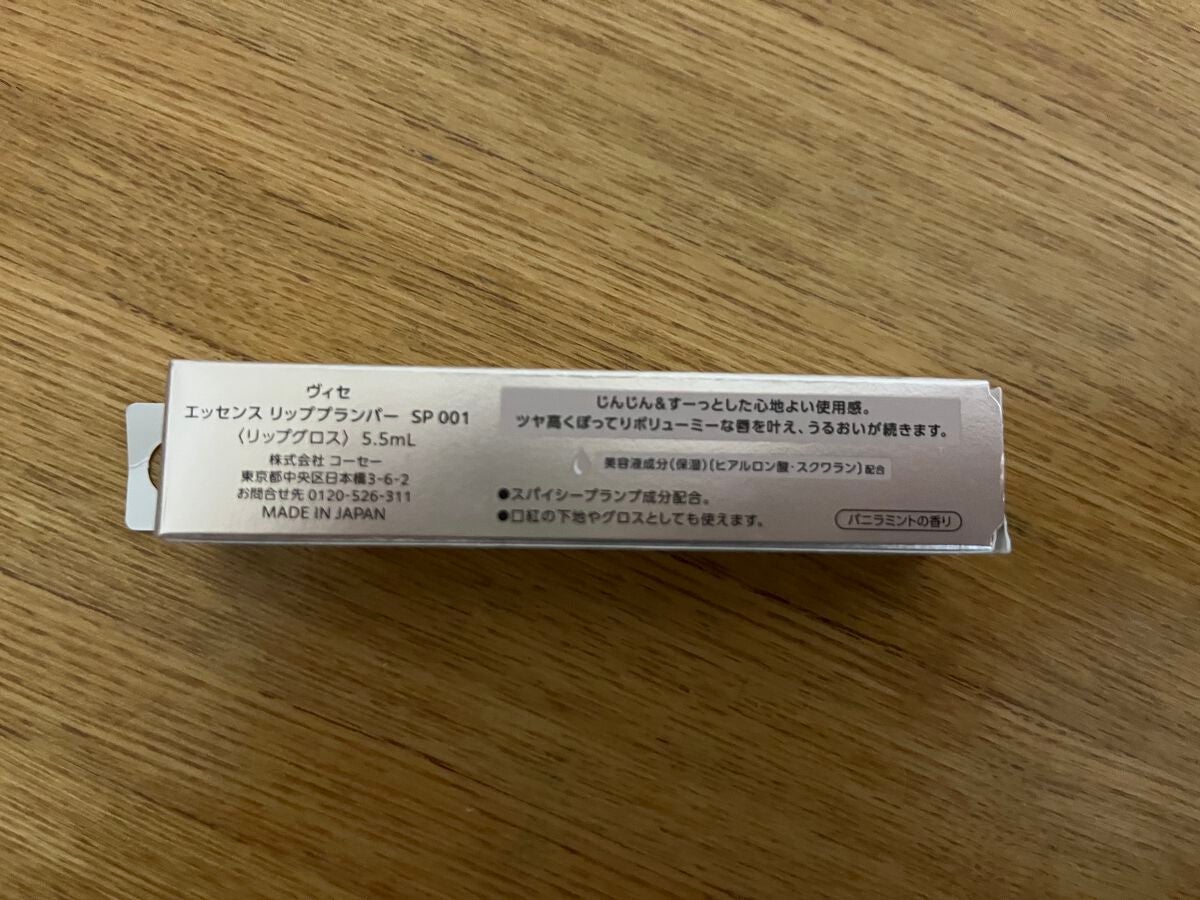 ヴィセ
エッセンス リッププランパー SP 001
〈リップグロス〉 5.5mL
株式会社 コーセー
東京都中央区日本橋3-6-2
お問合せ先 0120-526-311
MADE IN JAPAN
じんじん&すーっとした心地よい使用感。
ツヤ高くぽってりボリューミーな唇を叶え、うるおいが続きます。
美容液成分(保湿)[ヒアルロン酸・スクワラン]配合
●スパイシープランプ成分配合。
●口紅の下地やグロスとしても使えます。
バニラミントの香り